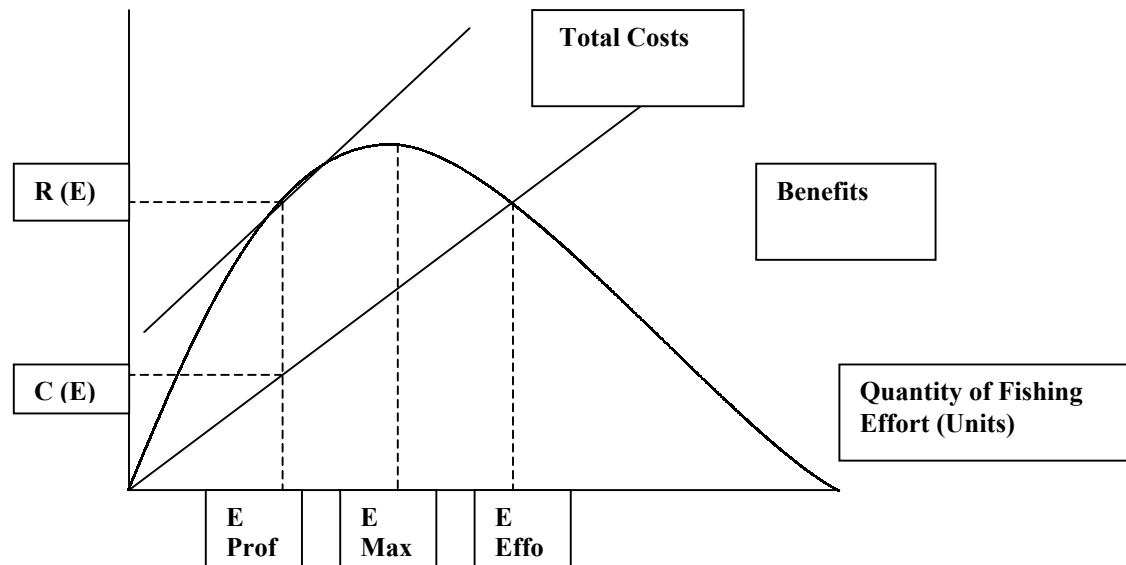 Total Costs
R (E)
Benefits
C (E)
Quantity of Fishing
Effort (Units)
E
Prof
E
Max
E
Effo